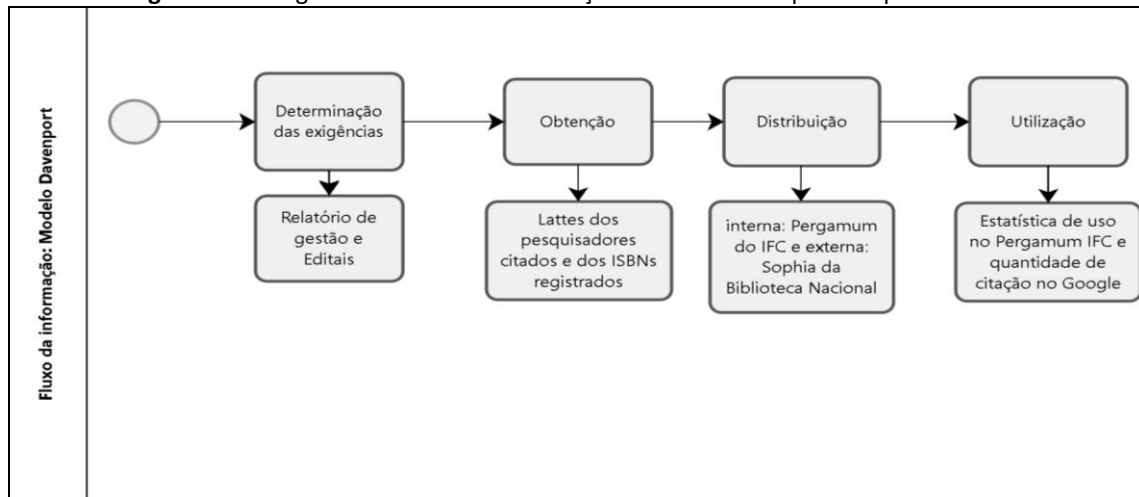 Fluxo da informação: Modelo Davenport
Determinação
das exigências
Obtenção
Distribuição
Utilização
Relatório de
gestão e
Editais
Lattes dos
pesquisadores
citados e dos ISBNs
registrados
interna: Pergamum
do IFC e externa:
Sophia da
Biblioteca Nacional
Estatística de uso
no Pergamum IFC e
quantidade de
citação no Google